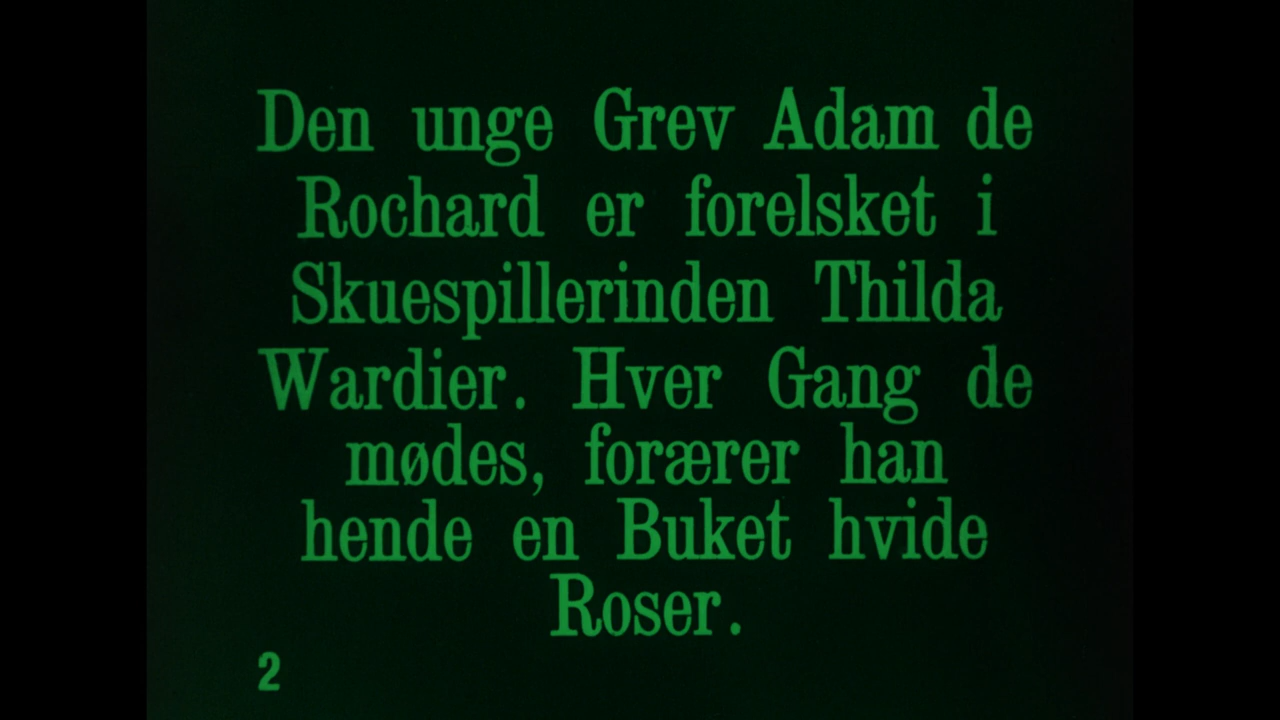 Den unge Grev Adam de
Rochard er forelsket i
Skuespillerinden Thilda
Wardier. Hver Gang de
mødes, forærer han
hende en Buket hvide
Roser.
2